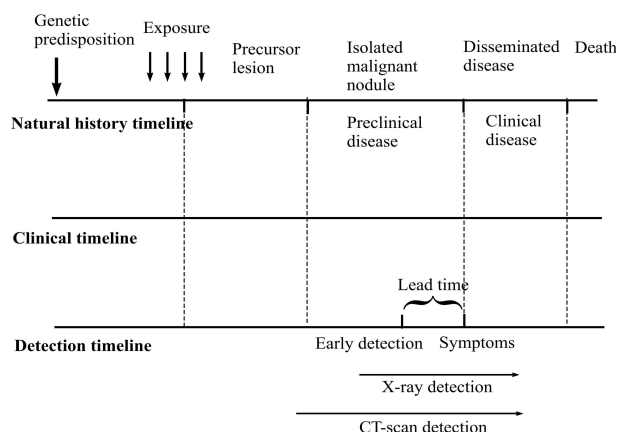 Genetic
predisposition
Exposure
Precursor
lesion
Isolated
malignant
nodule
Disseminated
disease
Death
Natural history timeline
Preclinical
disease
Clinical
disease
Clinical timeline
Lead time
Detection timeline
Early detection
Symptoms
X-ray detection
CT-scan detection